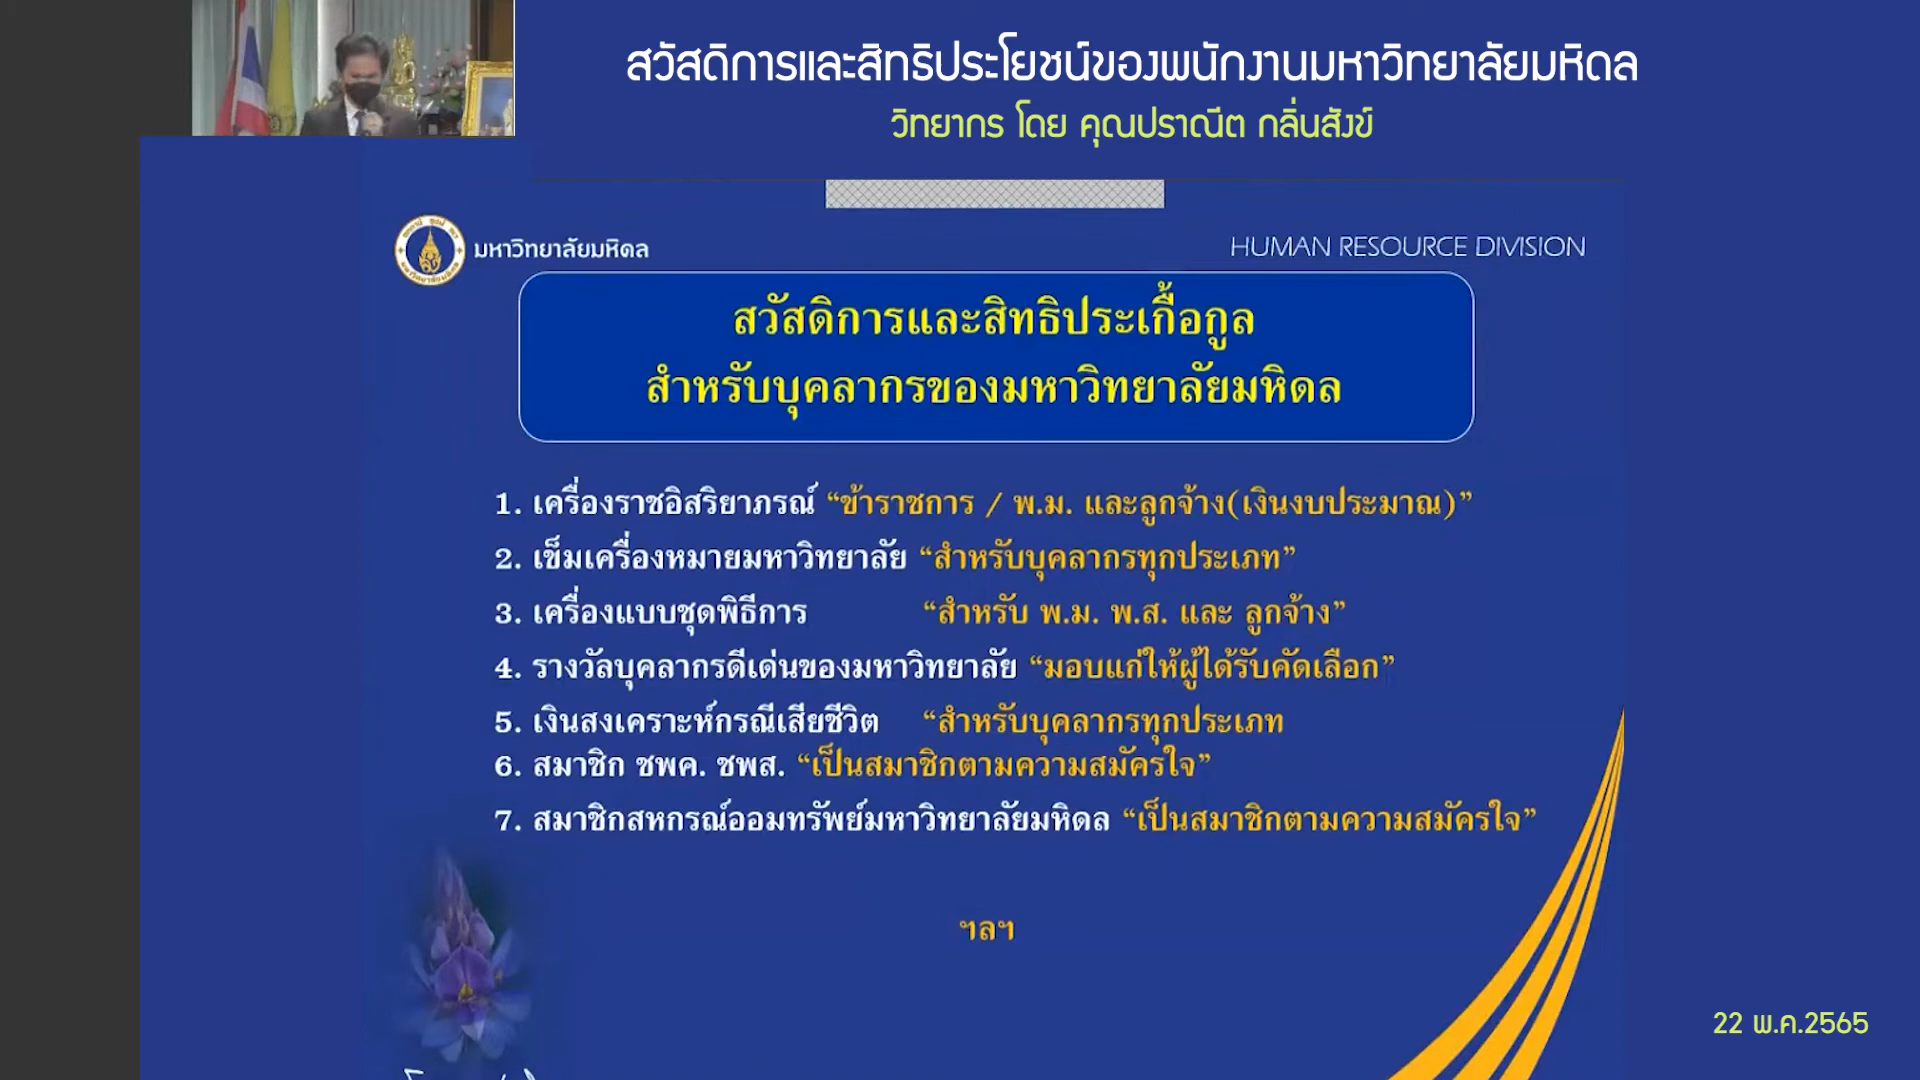 สวัสดิการและสิทธิประโยชน์ของพนักงานมหาวิทยาลัยมหิดล
วิทยากร โดย คุณปราณีต กลิ่นสังข์
มหาวิทยาลัยมหิดล
HUMAN RESOURCE DIVISION
สวัสดิการและสิทธิประเกื้อกูล
สำหรับบุคลากรของมหาวิทยาลัยมหิดล
1. เครื่องราชอิสริยาภรณ์ “ข้าราชการ / พ.ม. และลูกจ้าง(เงินงบประมาณ)”
2. เข็มเครื่องหมายมหาวิทยาลัย “สำหรับบุคลากรทุกประเภท”
3. เครื่องแบบชุดพิธีการ “สำหรับ พ.ม. พ.ส. และ ลูกจ้าง”
4. รางวัลบุคลากรดีเด่นของมหาวิทยาลัย “มอบแก่ให้ผู้ได้รับคัดเลือก”
5. เงินสงเคราะห์กรณีเสียชีวิต “สำหรับบุคลากรทุกประเภท
6. สมาชิก ชพค. ชพส. “เป็นสมาชิกตามความสมัครใจ”
7. สมาชิกสหกรณ์ออมทรัพย์มหาวิทยาลัยมหิดล “เป็นสมาชิกตามความสมัครใจ”
ฯลฯ
22 พ.ค.2565